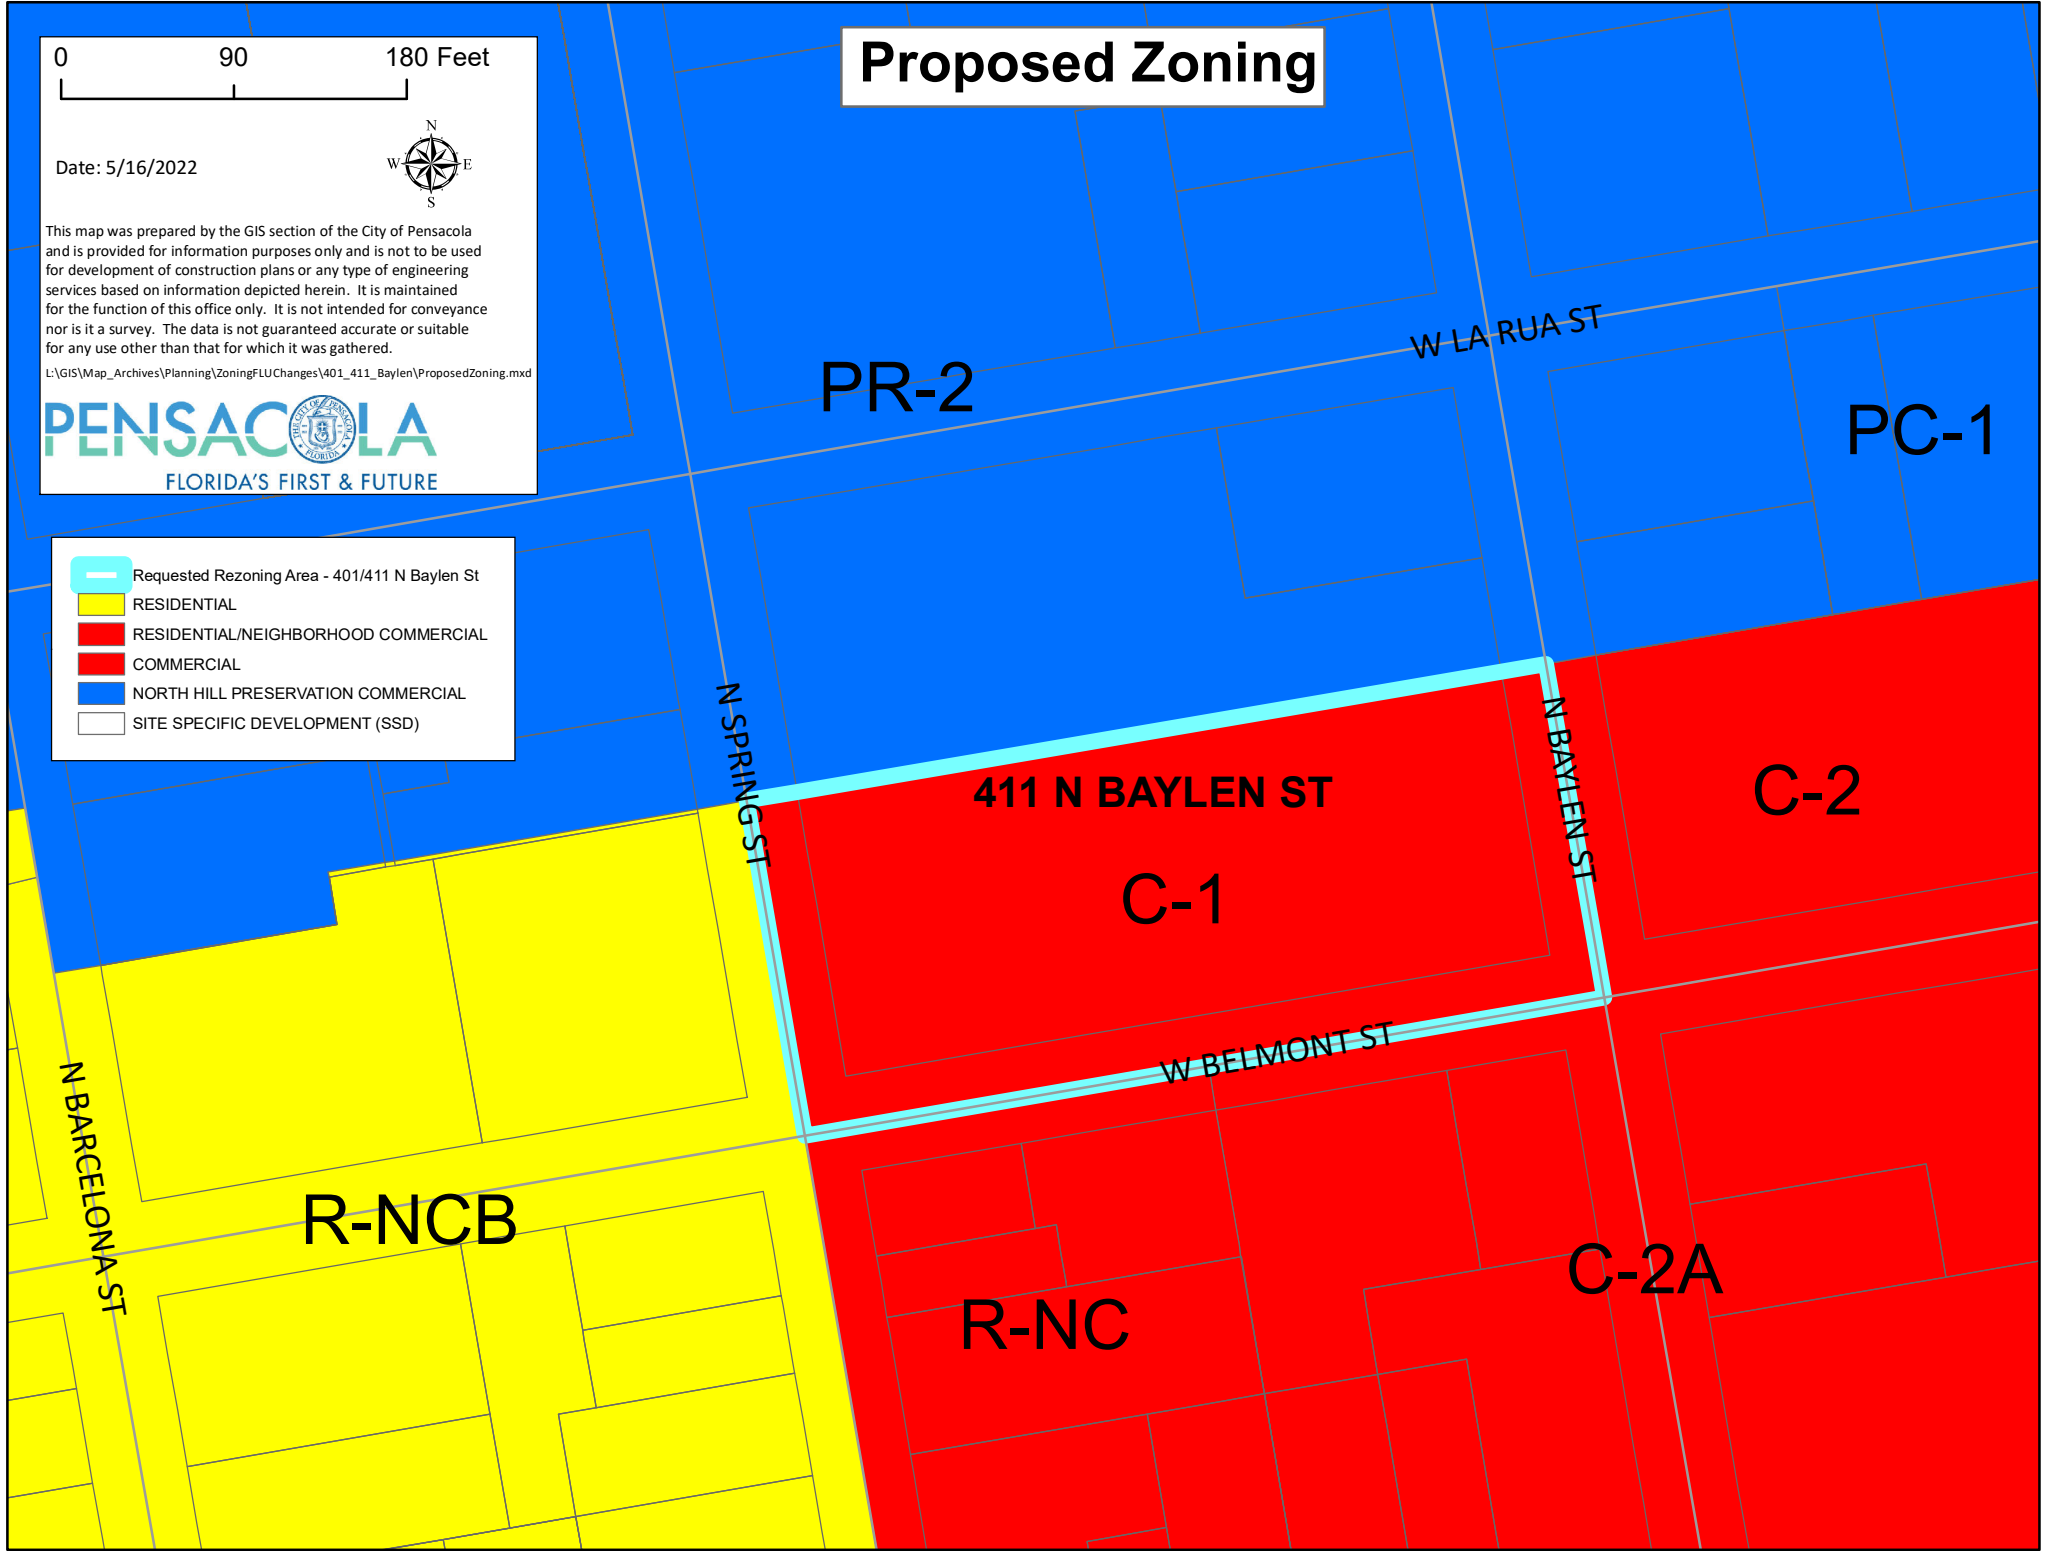 0 90 180 Feet
Proposed Zoning
Date: 5/16/2022
N
W E
S
This map was prepared by the GIS section of the City of Pensacola
and is provided for information purposes only and is not to be used
for development of construction plans or any type of engineering
services based on information depicted herein. It is maintained
for the function of this office only. It is not intended for conveyance
nor is it a survey. The data is not guaranteed accurate or suitable
for any use other than that for which it was gathered.
L:\GIS\Map_Archives\Planning\ZoningFLUChanges\401_411_Baylen\ProposedZoning.mxd
PENSACOLA
THE CITY OF PENSACOLA
FLORIDA
FLORIDA'S FIRST & FUTURE
Requested Rezoning Area - 401/411 N Baylen St
RESIDENTIAL
RESIDENTIAL/NEIGHBORHOOD COMMERCIAL
COMMERCIAL
NORTH HILL PRESERVATION COMMERCIAL
SITE SPECIFIC DEVELOPMENT (SSD)
W LA RUA ST
PR-2
PC-1
N SPRING ST
N BAYLEN ST
411 N BAYLEN ST
C-2
C-1
W BELMONT ST
N BARCELONA ST
R-NCB
C-2A
R-NC